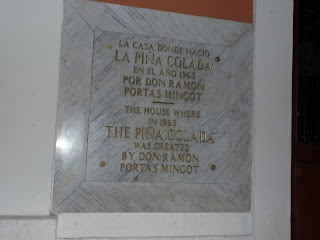 LA CASA DONDE NACIO
LA PIÑA COLADA
EN EL AÑO 1963
POR DON RAMON
PORTAS MINGOT
THE HOUSE WHERE
IN 1963
THE PIÑA COLADA
WAS CREATED
BY DON RAMON
PORTAS MINGOT